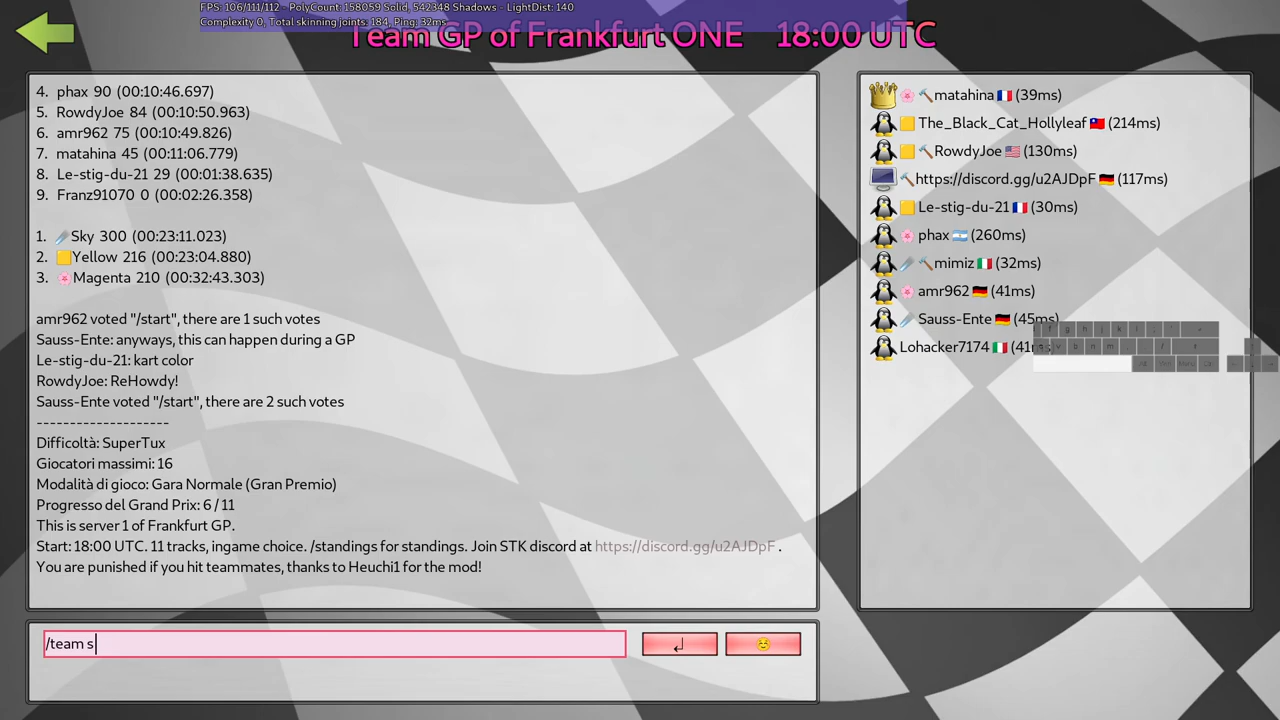 FPS: 106/111/112 - PolyCount: 158059 Solid, 542348 Shadows - LightDist: 140
Complexity 0, Total skinning joints: 184, Ping: 32ms
Team GP of Frankfurt ONE 18:00 UTC
4. phax 90 (00:10:46.697)
5. RowdyJoe 84 (00:10:50.963)
6. amr962 75 (00:10:49.826)
7. matahina 45 (00:11:06.779)
8. Le-stig-du-21 29 (00:01:38.635)
9. Franz91070 0 (00:02:26.358)
1. ☄️Sky 300 (00:23:11.023)
2. 🟨Yellow 216 (00:23:04.880)
3. 🌸Magenta 210 (00:32:43.303)
amr962 voted "/start", there are 1 such votes
Sauss-Ente: anyways, this can happen during a GP
Le-stig-du-21: kart color
RowdyJoe: ReHowdy!
Sauss-Ente voted "/start", there are 2 such votes
--------------------
Difficoltà: SuperTux
Giocatori massimi: 16
Modalità di gioco: Gara Normale (Gran Premio)
Progresso del Grand Prix: 6 / 11
This is server 1 of Frankfurt GP.
Start: 18:00 UTC. 11 tracks, ingame choice. /standings for standings. Join STK discord at https://discord.gg/u2AJDpF .
You are punished if you hit teammates, thanks to Heuchi1 for the mod!
/team s
🌸 🔨matahina 🇫🇷 (39ms)
🟨 The_Black_Cat_Hollyleaf 🇹🇼 (214ms)
🟨 🔨RowdyJoe 🇺🇸 (130ms)
🔨https://discord.gg/u2AJDpF 🇩🇪 (117ms)
🟨 Le-stig-du-21 🇫🇷 (30ms)
🌸 phax 🇦🇷 (260ms)
☄️ 🔨mimiz 🇮🇹 (32ms)
🌸 amr962 🇩🇪 (41ms)
☄️ Sauss-Ente 🇩🇪 (45ms)
Lohacker7174 🇮🇹